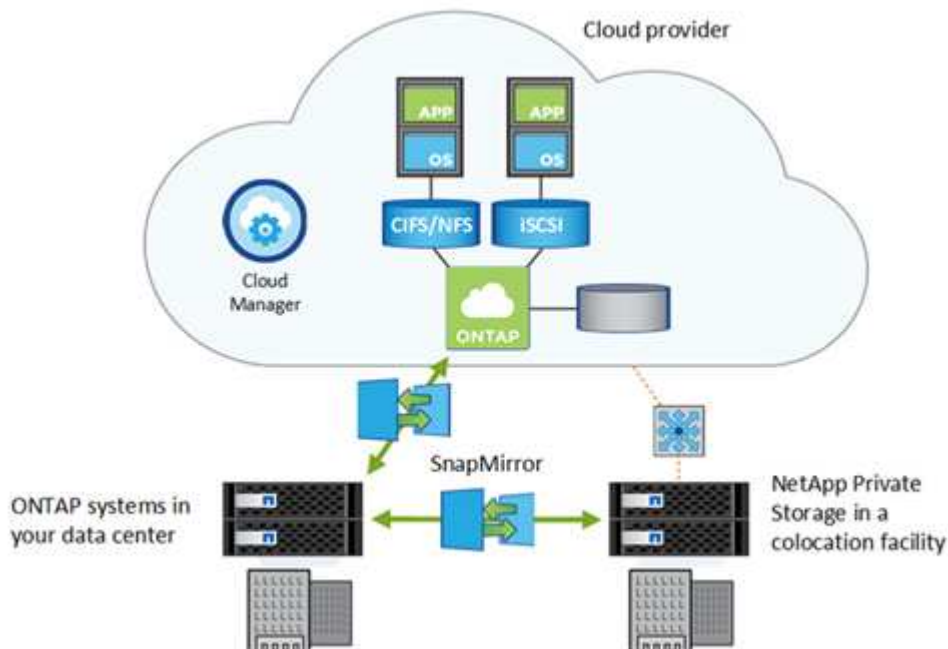 Cloud provider
APP
APP
OS
OS
CIFS/NFS
iSCSI
Cloud
Manager
ONTAP
SnapMirror
ONTAP systems in
your data center
NetApp Private
Storage in a
colocation facility